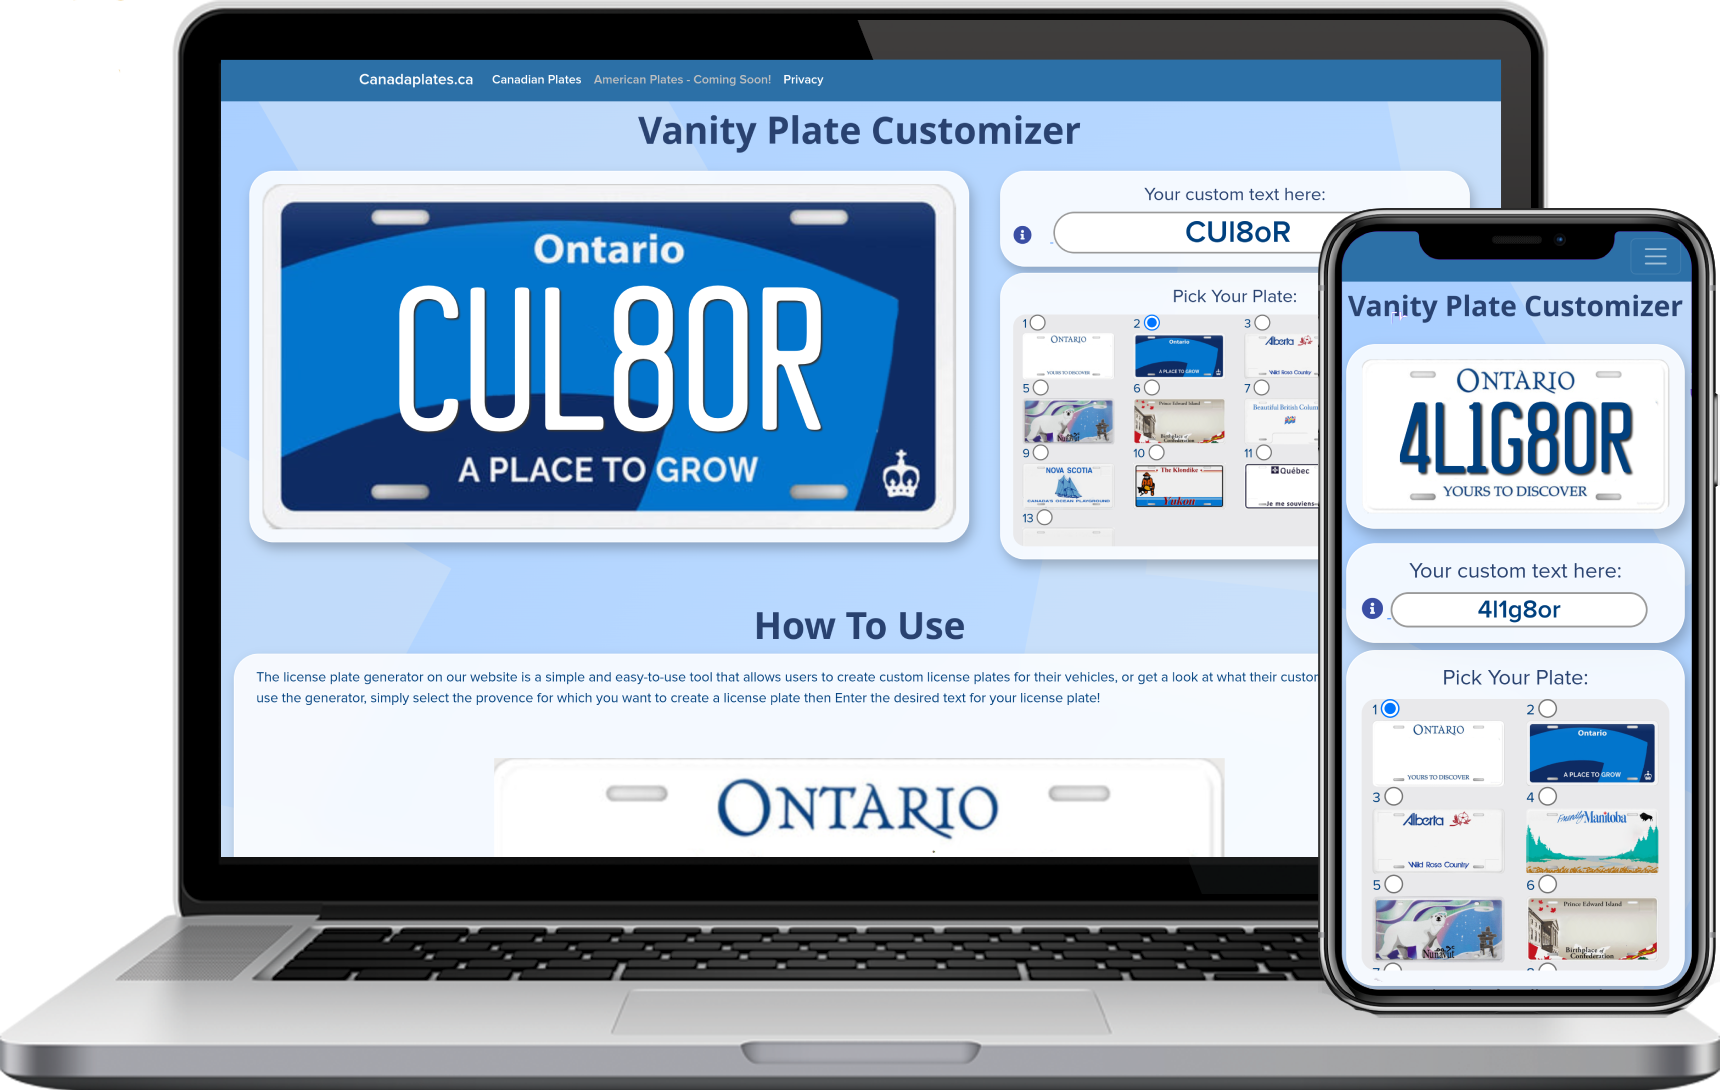 Canadaplates.ca Canadian Plates American Plates - Coming Soon! Privacy
Vanity Plate Customizer
Ontario
CUL8OR
A PLACE TO GROW
Your custom text here:
CUl8oR
Pick Your Plate:
1 2 3
ONTARIO
YOURS TO DISCOVER
Ontario
A PLACE TO GROW
Alberta
Wild Rose County
5 6 7
Nunavut
Prince Edward Island
Birthplace of
Confederation
Beautiful British Colum
9 10 11
NOVA SCOTIA
CANADA'S OCEAN PLAYGROUND
The Klondike
Yukon
Québec
Je me souviens
13
How To Use
The license plate generator on our website is a simple and easy-to-use tool that allows users to create custom license plates for their vehicles, or get a look at what their custor
use the generator, simply select the provence for which you want to create a license plate then Enter the desired text for your license plate!
ONTARIO
Vanity Plate Customizer
ONTARIO
4L1G8OR
YOURS TO DISCOVER
Your custom text here:
4l1g8or
Pick Your Plate:
1 2
ONTARIO
YOURS TO DISCOVER
Ontario
A PLACE TO GROW
3 4
Alberta
Wild Rose County
Friendly Manitoba
5 6
Nunavut
Prince Edward Island
Birthplace of
Confederation